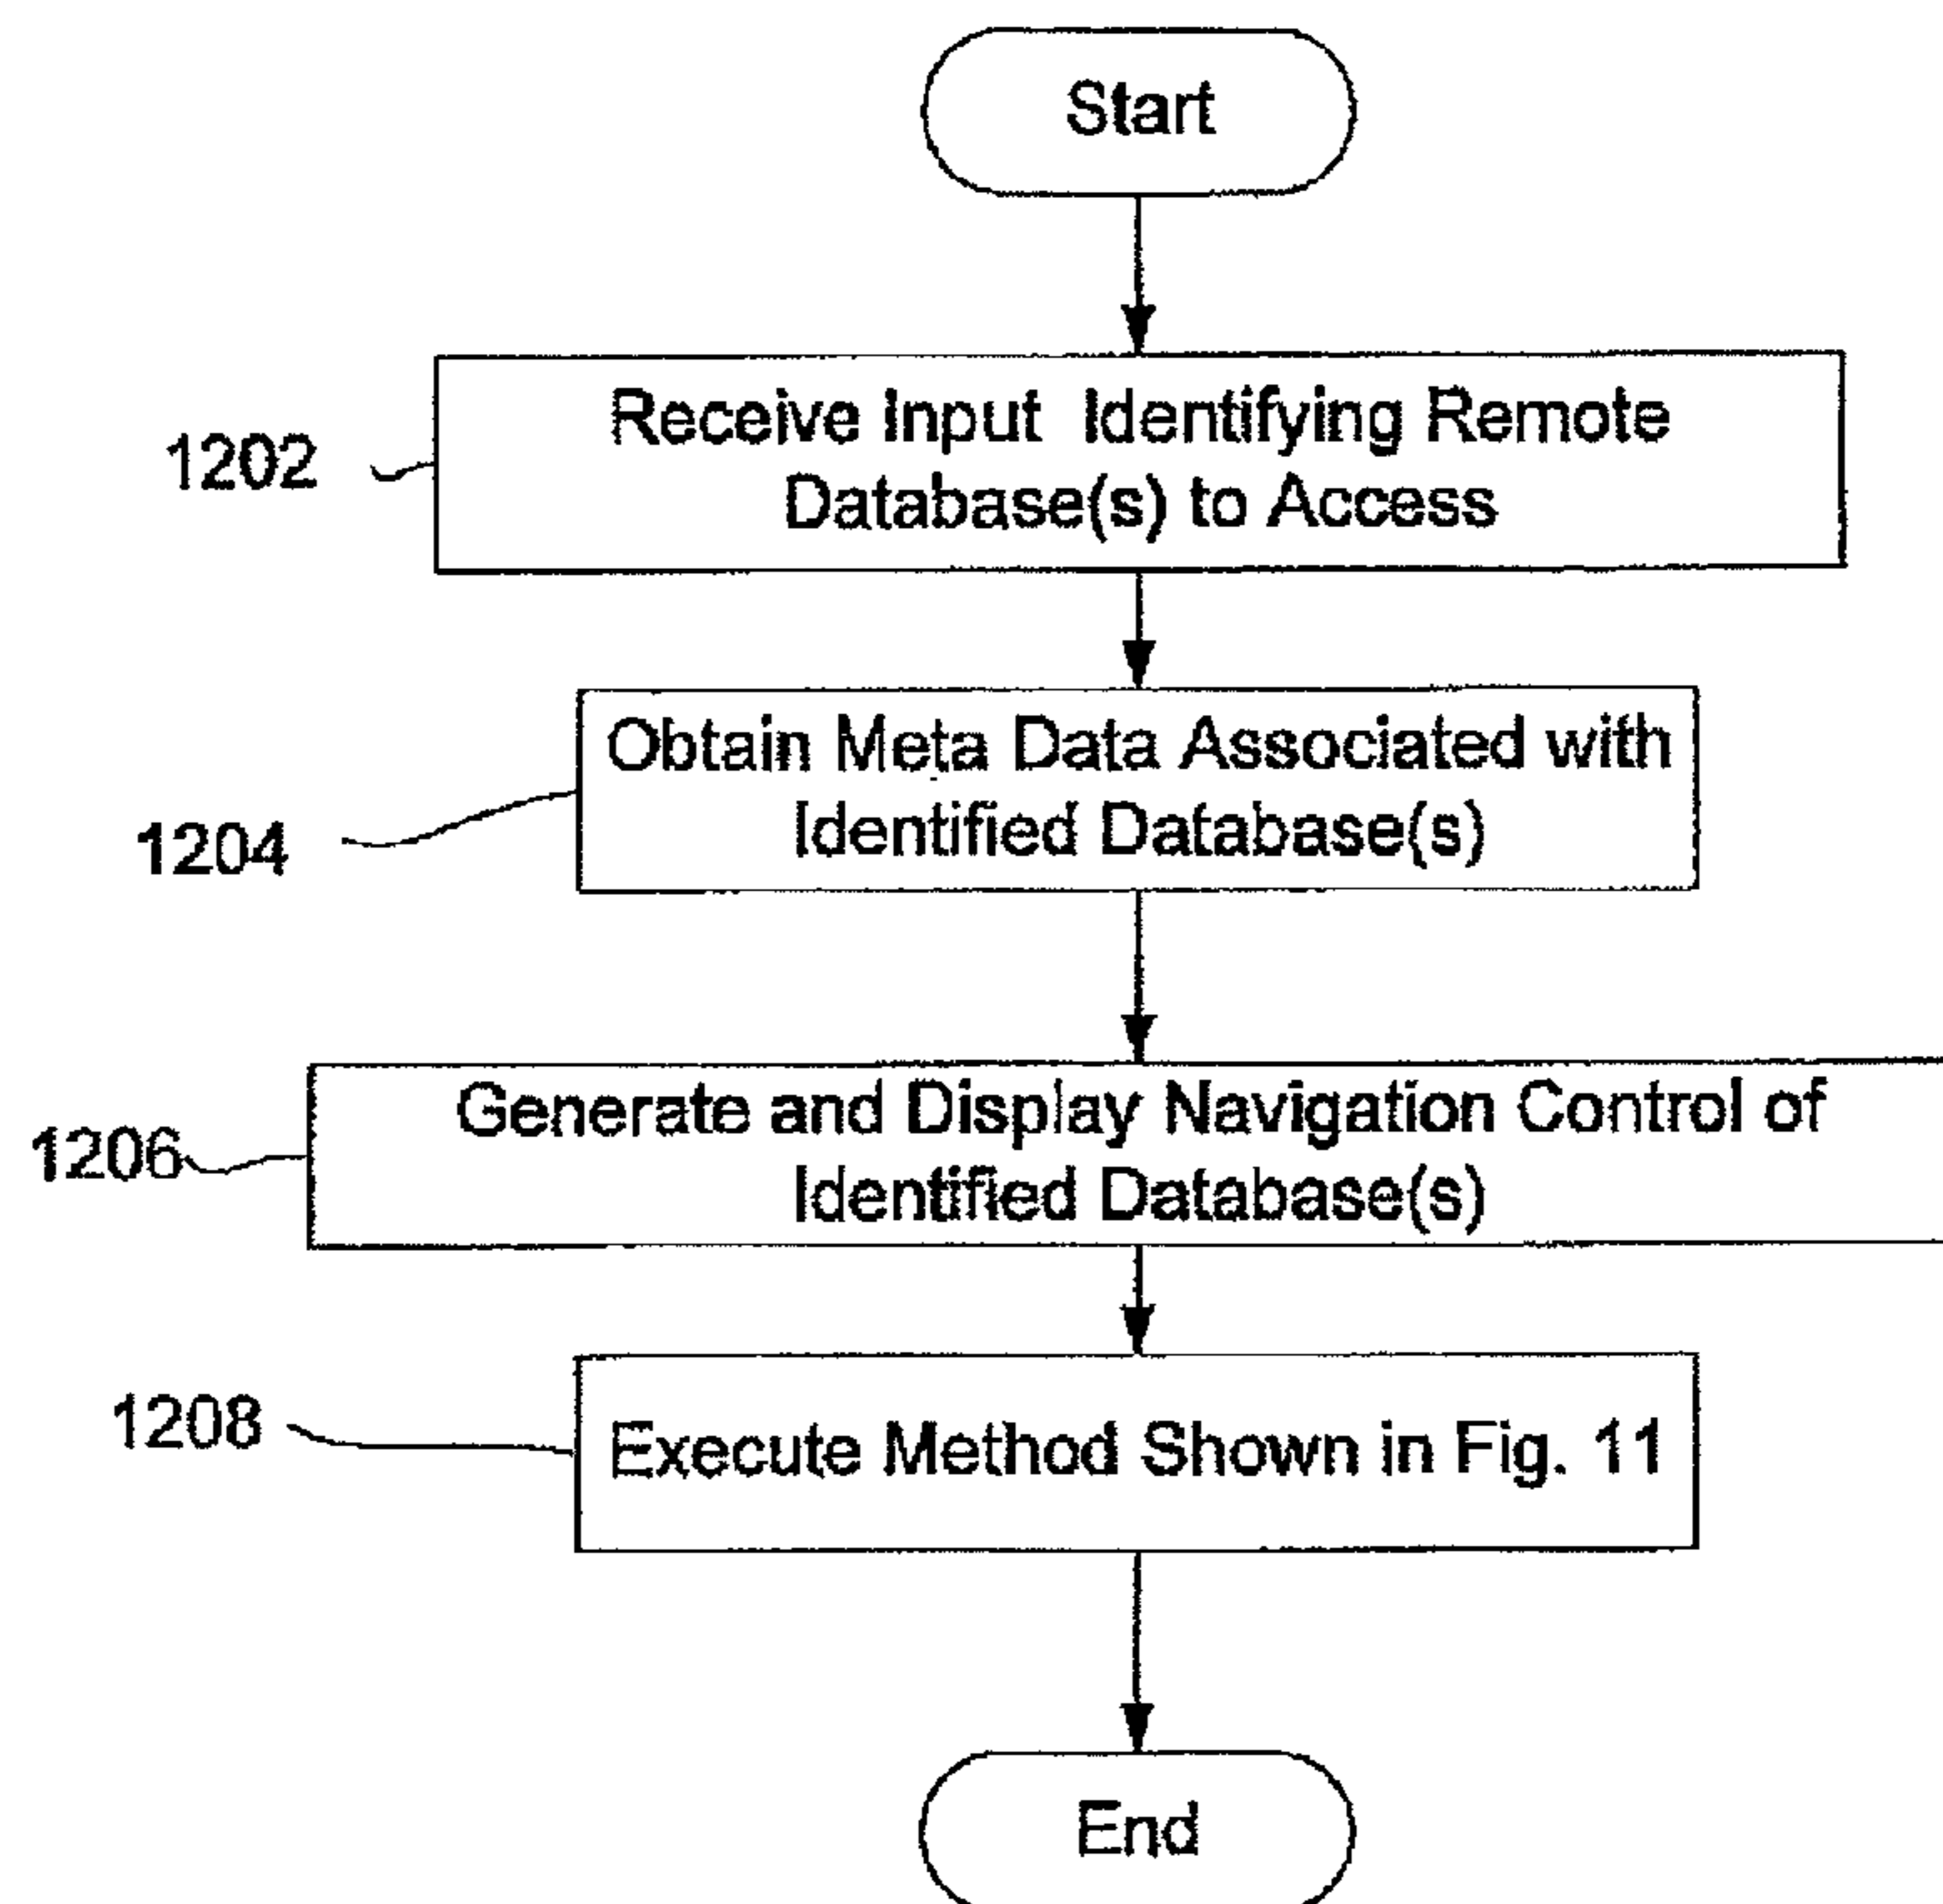 Start
Receive Input Identifying Remote
Database(s) to Access
1202
Obtain Meta Data Associated with
Identified Database(s)
1204
Generate and Display Navigation Control of
Identified Database(s)
1206
Execute Method Shown in Fig. 11
1208
End